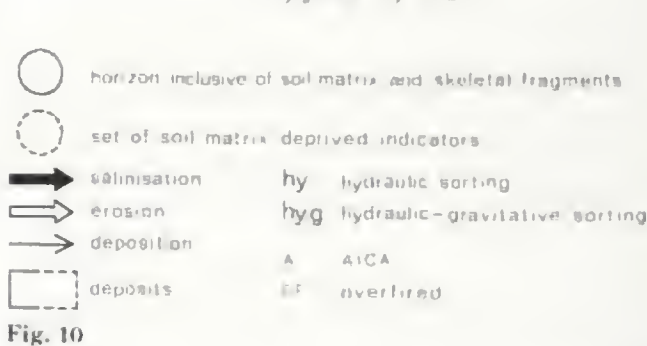 horizon inclusive of soil matrix and skeletal fragments
set of soil matrix deprived indicators
salinisation hy hydraulic sorting
erosion hyg hydraulic-gravitative sorting
deposition
A AICA
deposits overfired
Fig. 10